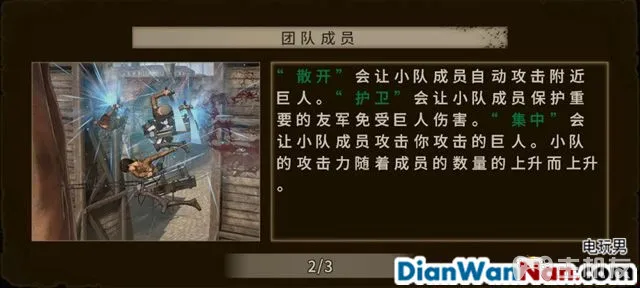 团队成员
“散开”会让小队成员自动攻击附近
巨人。“护卫”会让小队成员保护重
要的友军免受巨人伤害。“集中”会
让小队成员攻击你攻击的巨人。小队
的攻击力随着成员的数量的上升而上升
。
2/3
电玩男
DianWanNan.com